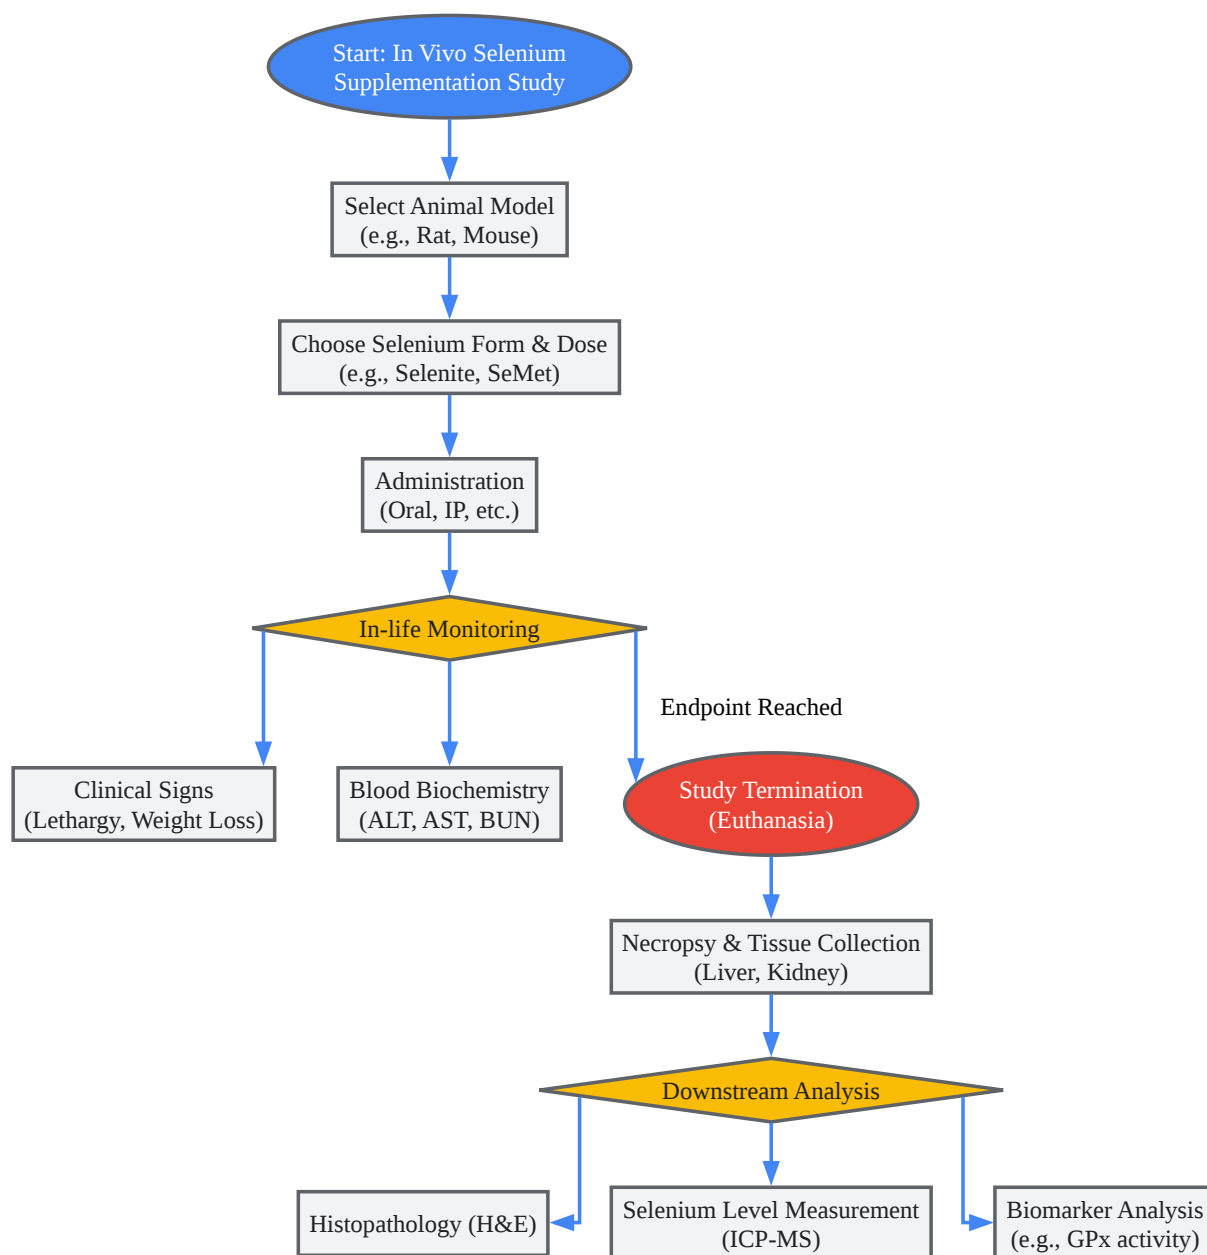 Start: In Vivo Selenium
Supplementation Study
Select Animal Model
(e.g., Rat, Mouse)
Choose Selenium Form & Dose
(e.g., Selenite, SeMet)
Administration
(Oral, IP, etc.)
In-life Monitoring
Endpoint Reached
Clinical Signs
(Lethargy, Weight Loss)
Blood Biochemistry
(ALT, AST, BUN)
Study Termination
(Euthanasia)
Necropsy & Tissue Collection
(Liver, Kidney)
Downstream Analysis
Histopathology (H&E)
Selenium Level Measurement
(ICP-MS)
Biomarker Analysis
(e.g., GPx activity)